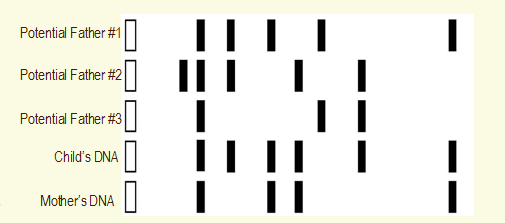 Potential Father #1
Potential Father #2
Potential Father #3
Child's DNA
Mother's DNA